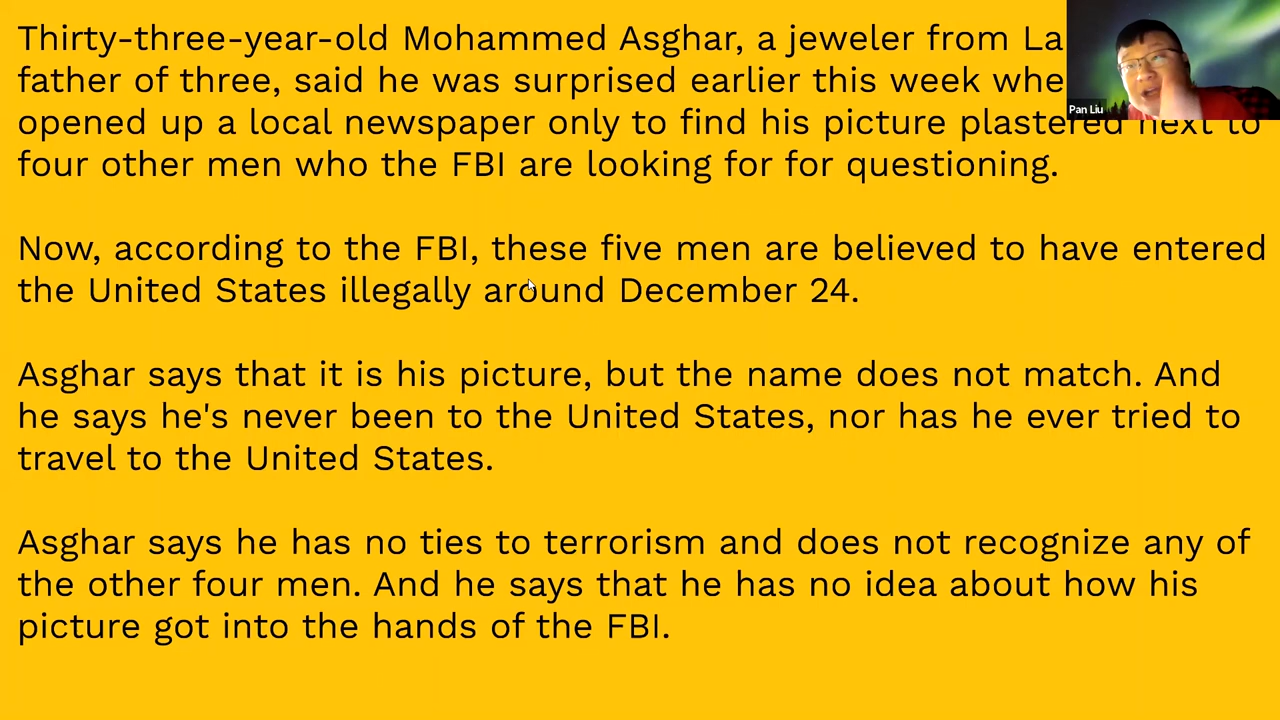 Thirty-three-year-old Mohammed Asghar, a jeweler from
father of three, said he was surprised earlier this week
opened up a local newspaper only to find his picture plastered next to
four other men who the FBI are looking for for questioning.
Now, according to the FBI, these five men are believed to have entered
the United States illegally around December 24.
Asghar says that it is his picture, but the name does not match. And
he says he's never been to the United States, nor has he ever tried to
travel to the United States.
Asghar says he has no ties to terrorism and does not recognize any of
the other four men. And he says that he has no idea about how his
picture got into the hands of the FBI.
Pan Liu